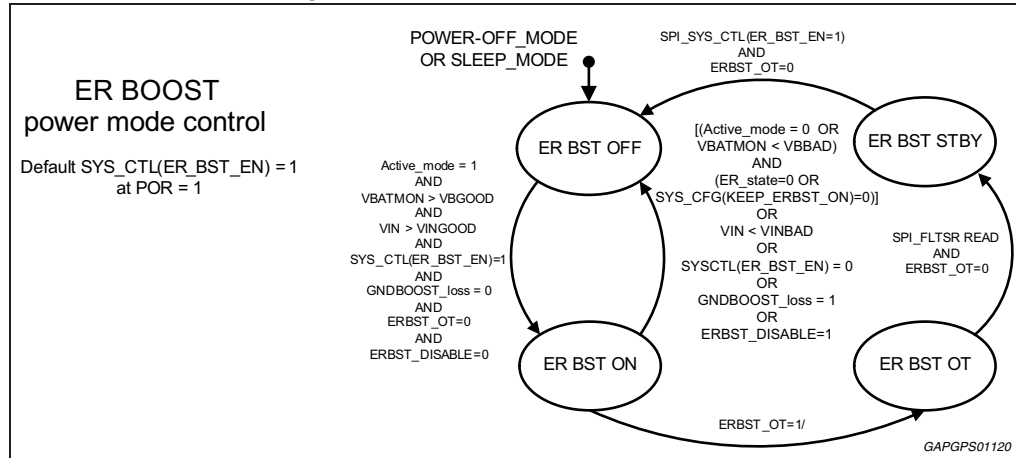 ER BOOST
power mode control
Default SYS_CTL(ER_BST_EN) = 1
at POR = 1
POWER-OFF_MODE
OR SLEEP_MODE
SPI_SYS_CTL(ER_BST_EN=1)
AND
ERBST_OT=0
ER BST OFF
ER BST STBY
Active_mode = 1
AND
VBATMON > VBGOOD
AND
VIN > VINGOOD
AND
SYS_CTL(ER_BST_EN)=1
AND
GNDBOOST_loss = 0
AND
ERBST_OT=0
AND
ERBST_DISABLE=0
[(Active_mode = 0 OR
VBATMON < VBBAD)
AND
(ER_state=0 OR
SYS_CFG(KEEP_ERBST_ON)=0)]
OR
VIN < VINBAD
OR
SYSCTL(ER_BST_EN) = 0
OR
GNDBOOST_loss = 1
OR
ERBST_DISABLE=1
SPI_FLTSR READ
AND
ERBST_OT=0
ER BST ON
ER BST OT
ERBST_OT=1/
GAPGPS01120